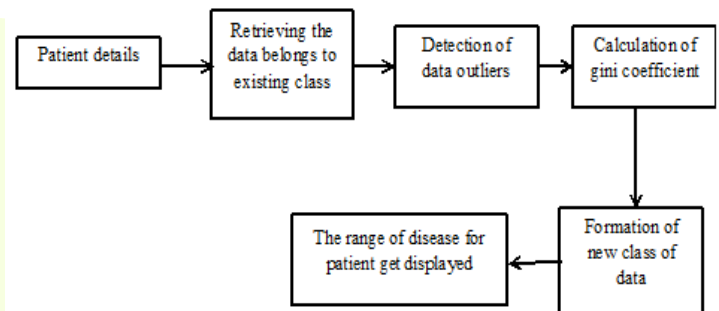 Patient details
Retrieving the
data belongs to
existing class
Detection of
data outliers
Calculation of
gini coefficient
Formation of
new class of
data
The range of disease for
patient get displayed